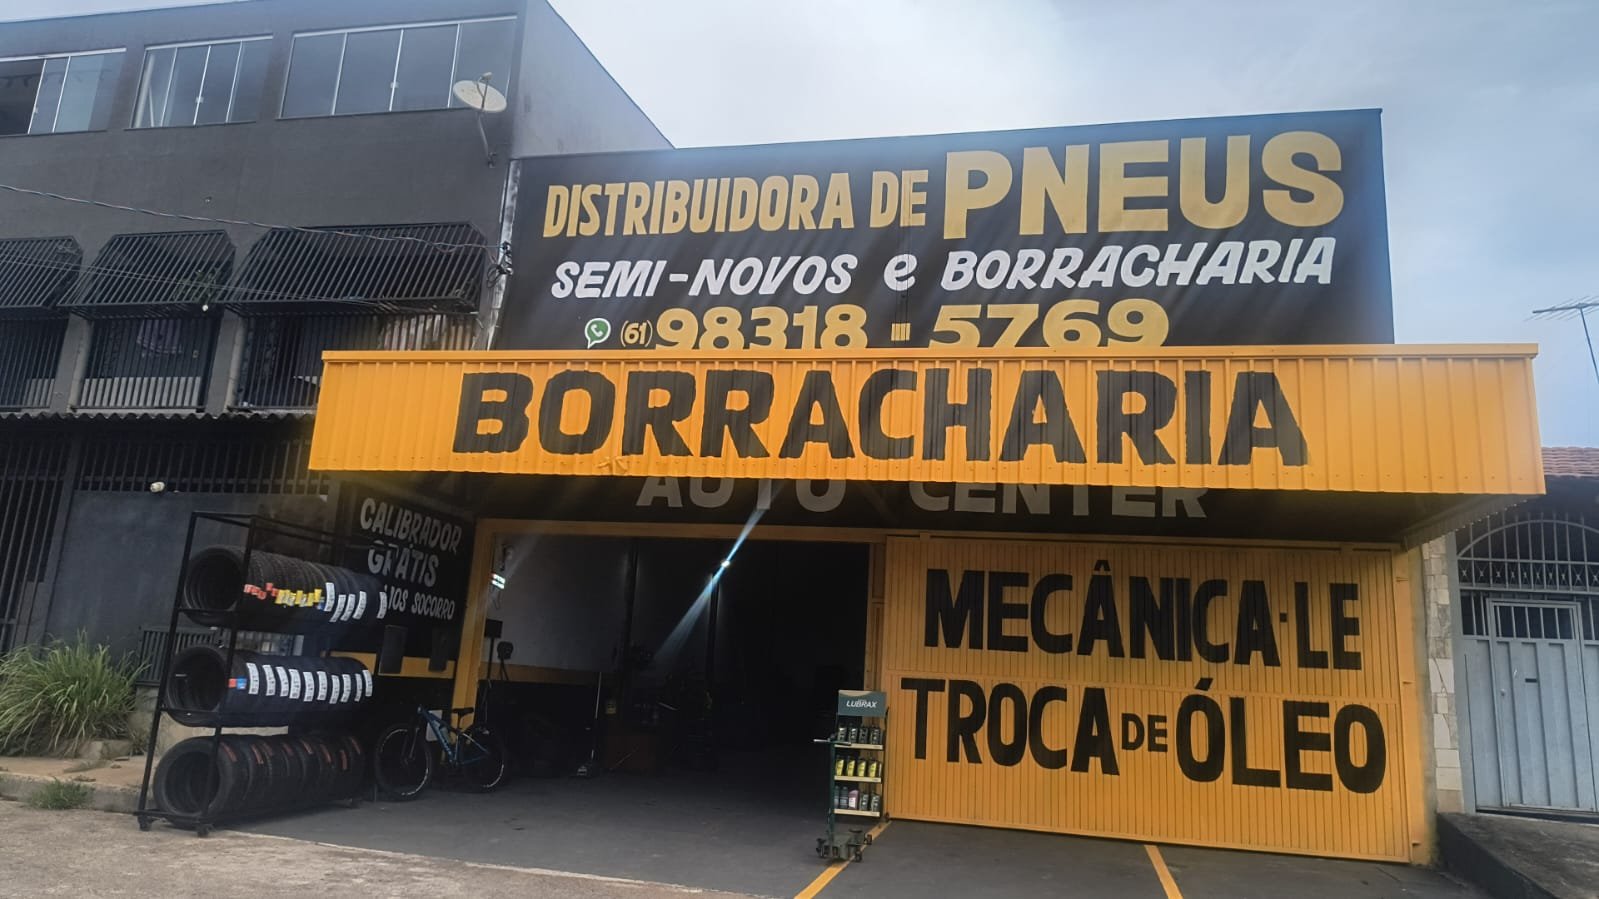 DISTRIBUIDORA DE PNEUS
SEMI-NOVOS e BORRACHARIA
(61) 98318-5769
BORRACHARIA
AUTO CENTER
CALIBRADOR
GRÁTIS
SOCORRO
MECÂNICA·LE
TROCA DE ÓLEO
LUBRAX